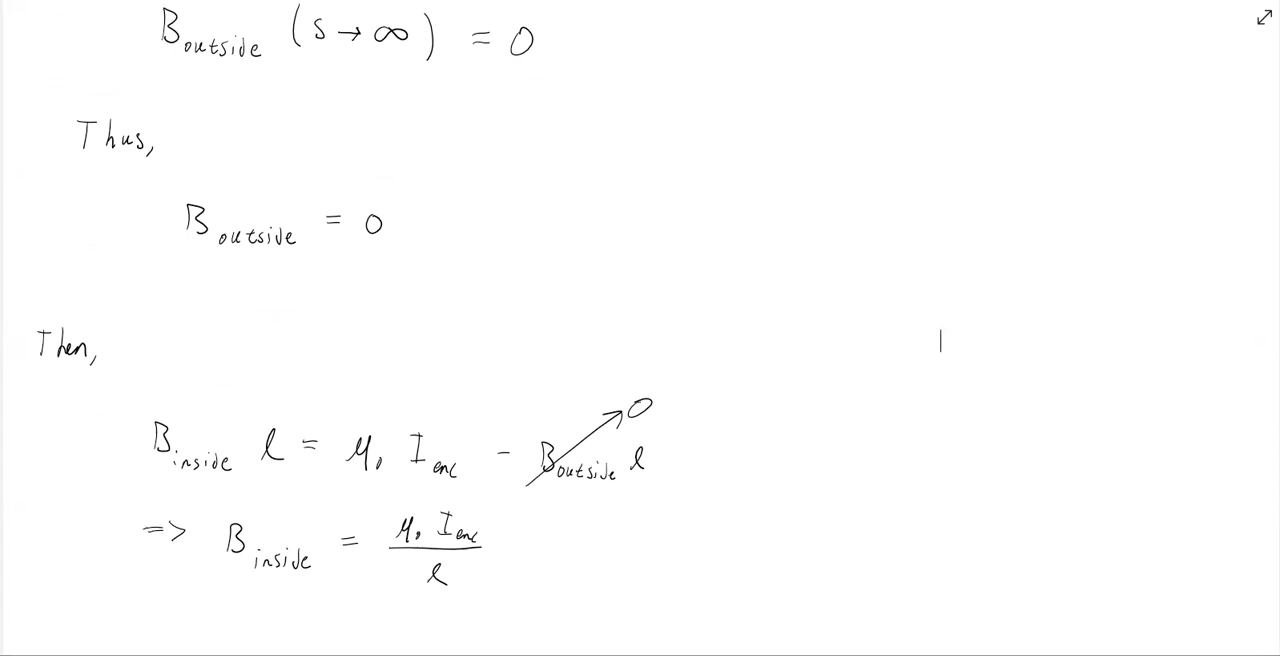 B_outside (s → ∞) = 0
Thus,
B_outside = 0
Then,
B_inside ℓ = μ₀ I_enc - B_outside ℓ → 0
=> B_inside = μ₀ I_enc / ℓ